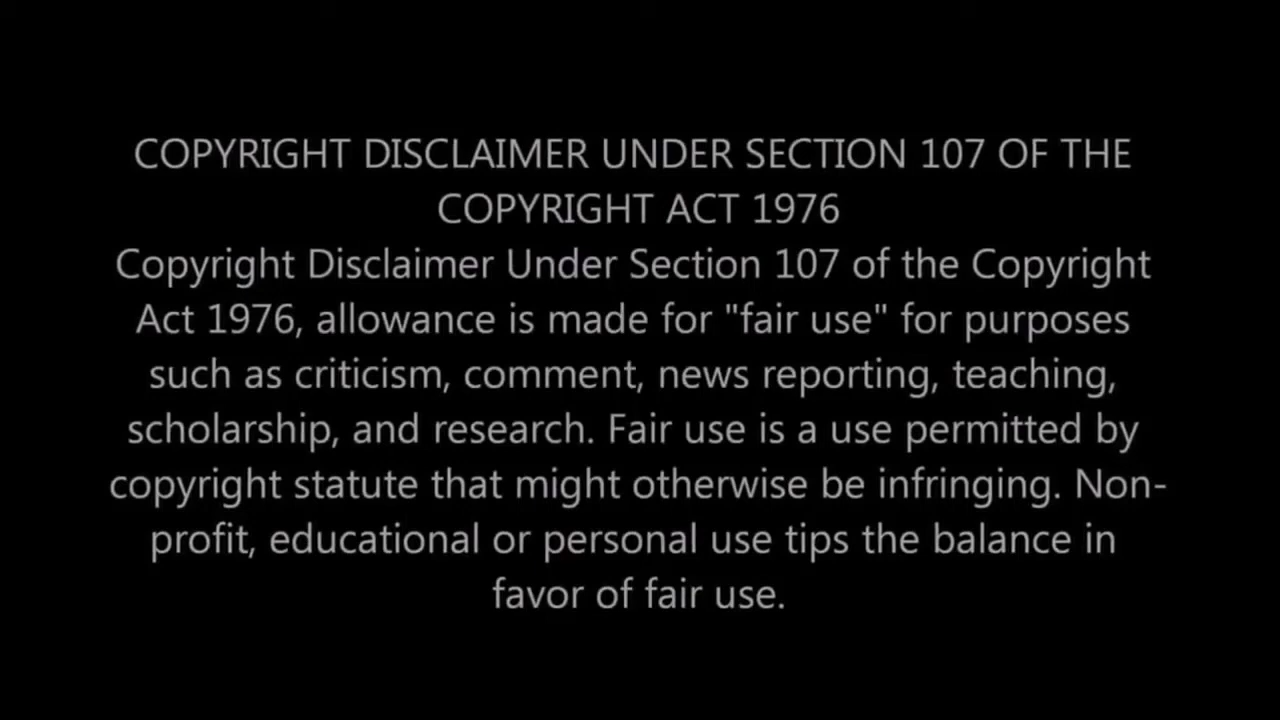 COPYRIGHT DISCLAIMER UNDER SECTION 107 OF THE
COPYRIGHT ACT 1976
Copyright Disclaimer Under Section 107 of the Copyright
Act 1976, allowance is made for "fair use" for purposes
such as criticism, comment, news reporting, teaching,
scholarship, and research. Fair use is a use permitted by
copyright statute that might otherwise be infringing. Non-
profit, educational or personal use tips the balance in
favor of fair use.